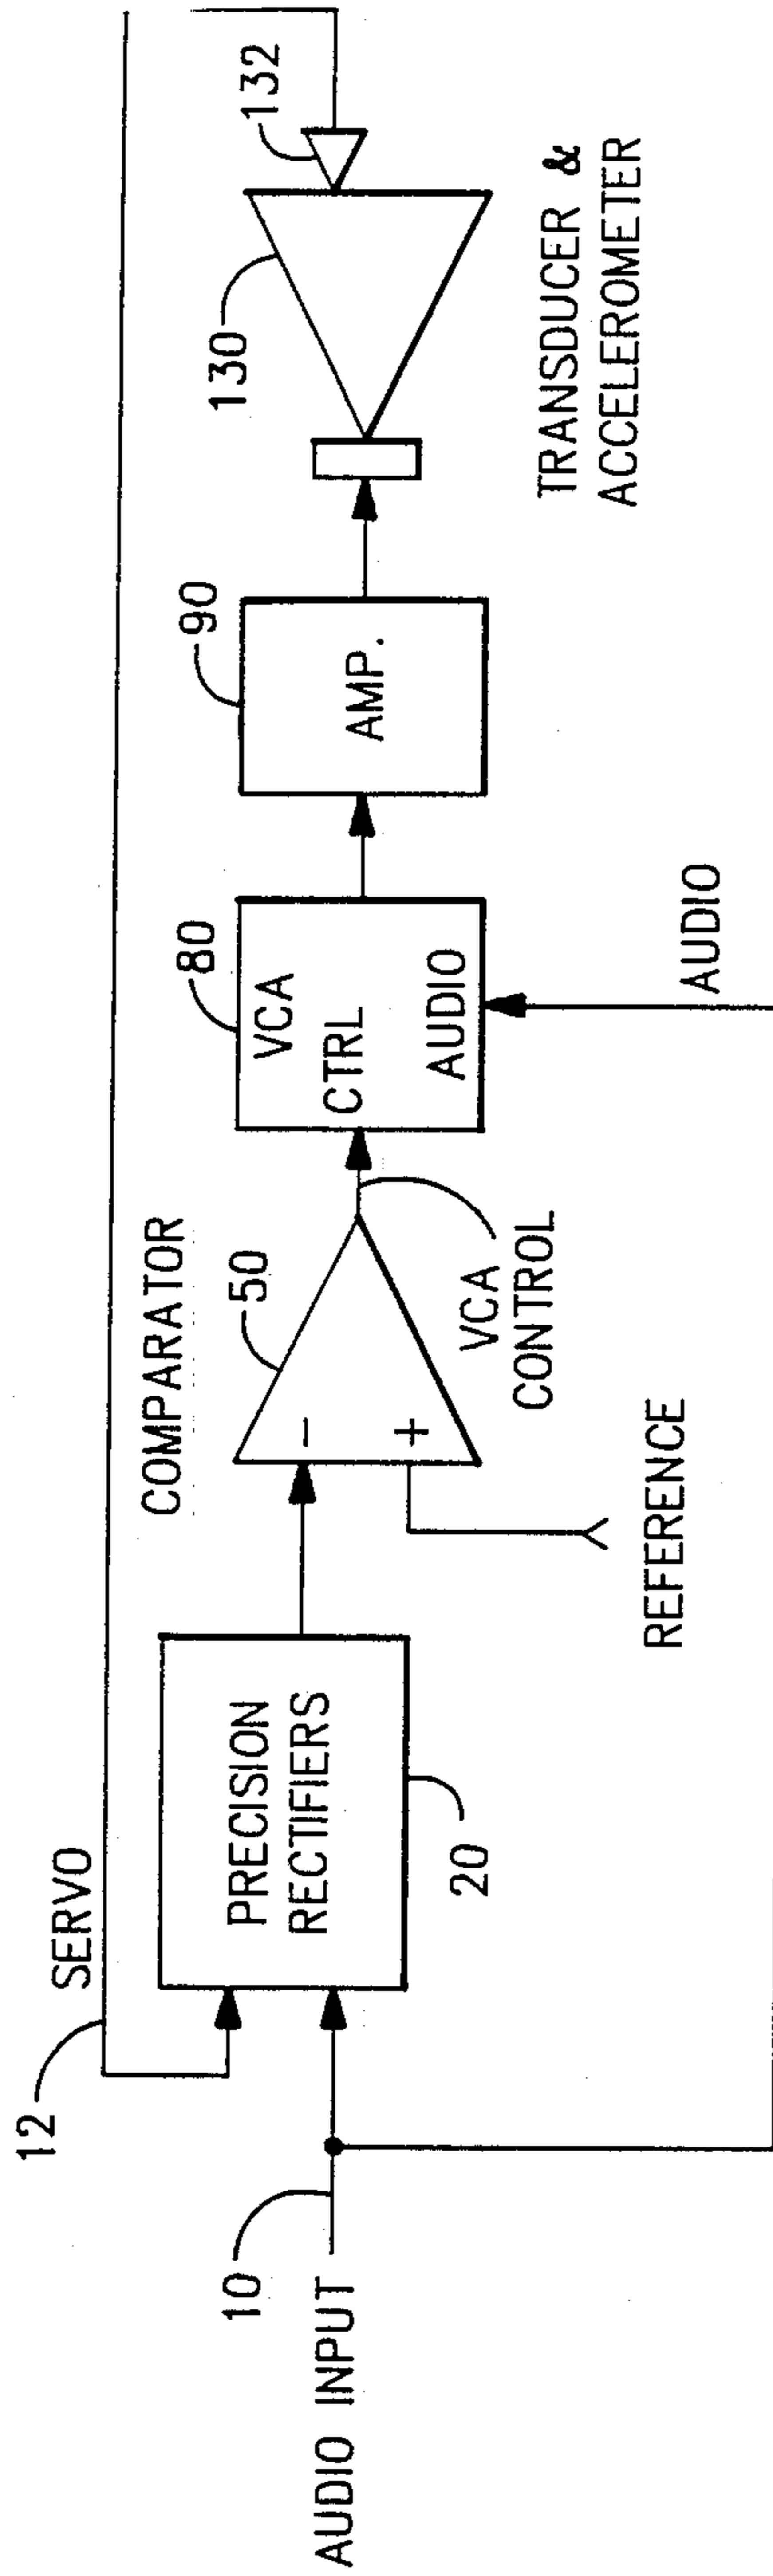 12
SERVO
10
AUDIO INPUT
PRECISION
RECTIFIERS
20
COMPARATOR
50
REFERENCE
VCA
CONTROL
80
VCA
CTRL
AUDIO
AUDIO
90
AMP.
130
132
TRANSDUCER &
ACCELEROMETER
-
+